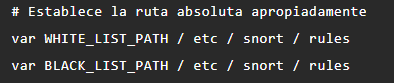 # Establece la ruta absoluta apropiadamente
var WHITE_LIST_PATH / etc / snort / rules
var BLACK_LIST_PATH / etc / snort / rules